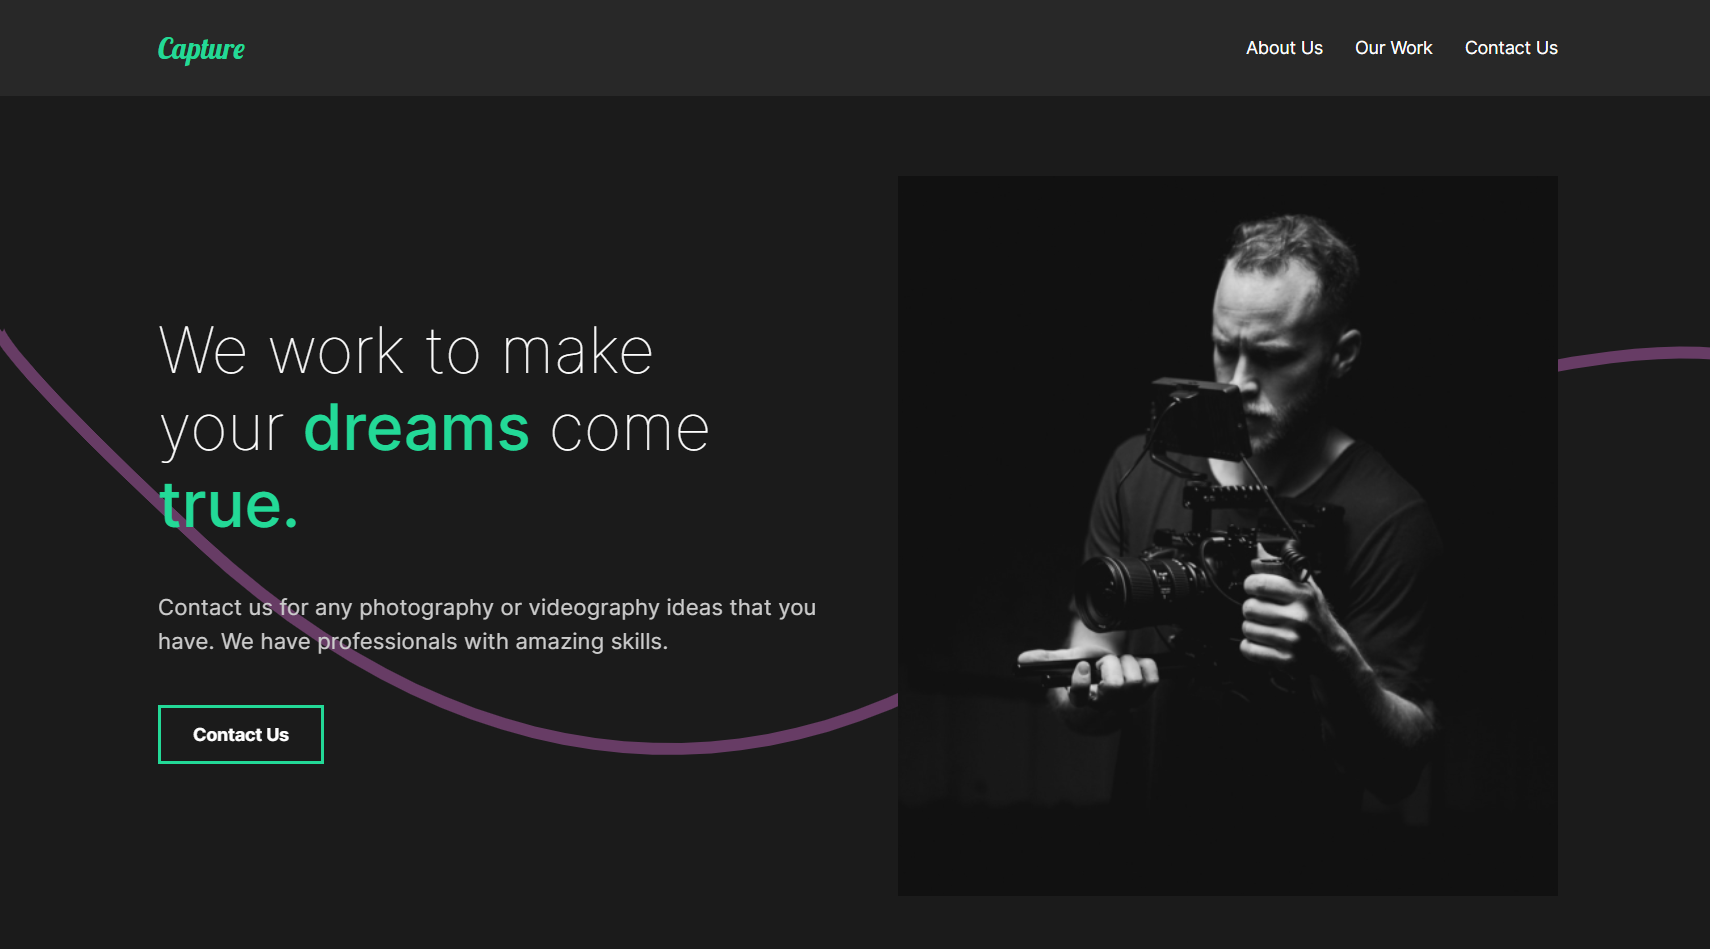 Capture
About Us Our Work Contact Us
We work to make
your dreams come
true.
Contact us for any photography or videography ideas that you
have. We have professionals with amazing skills.
Contact Us